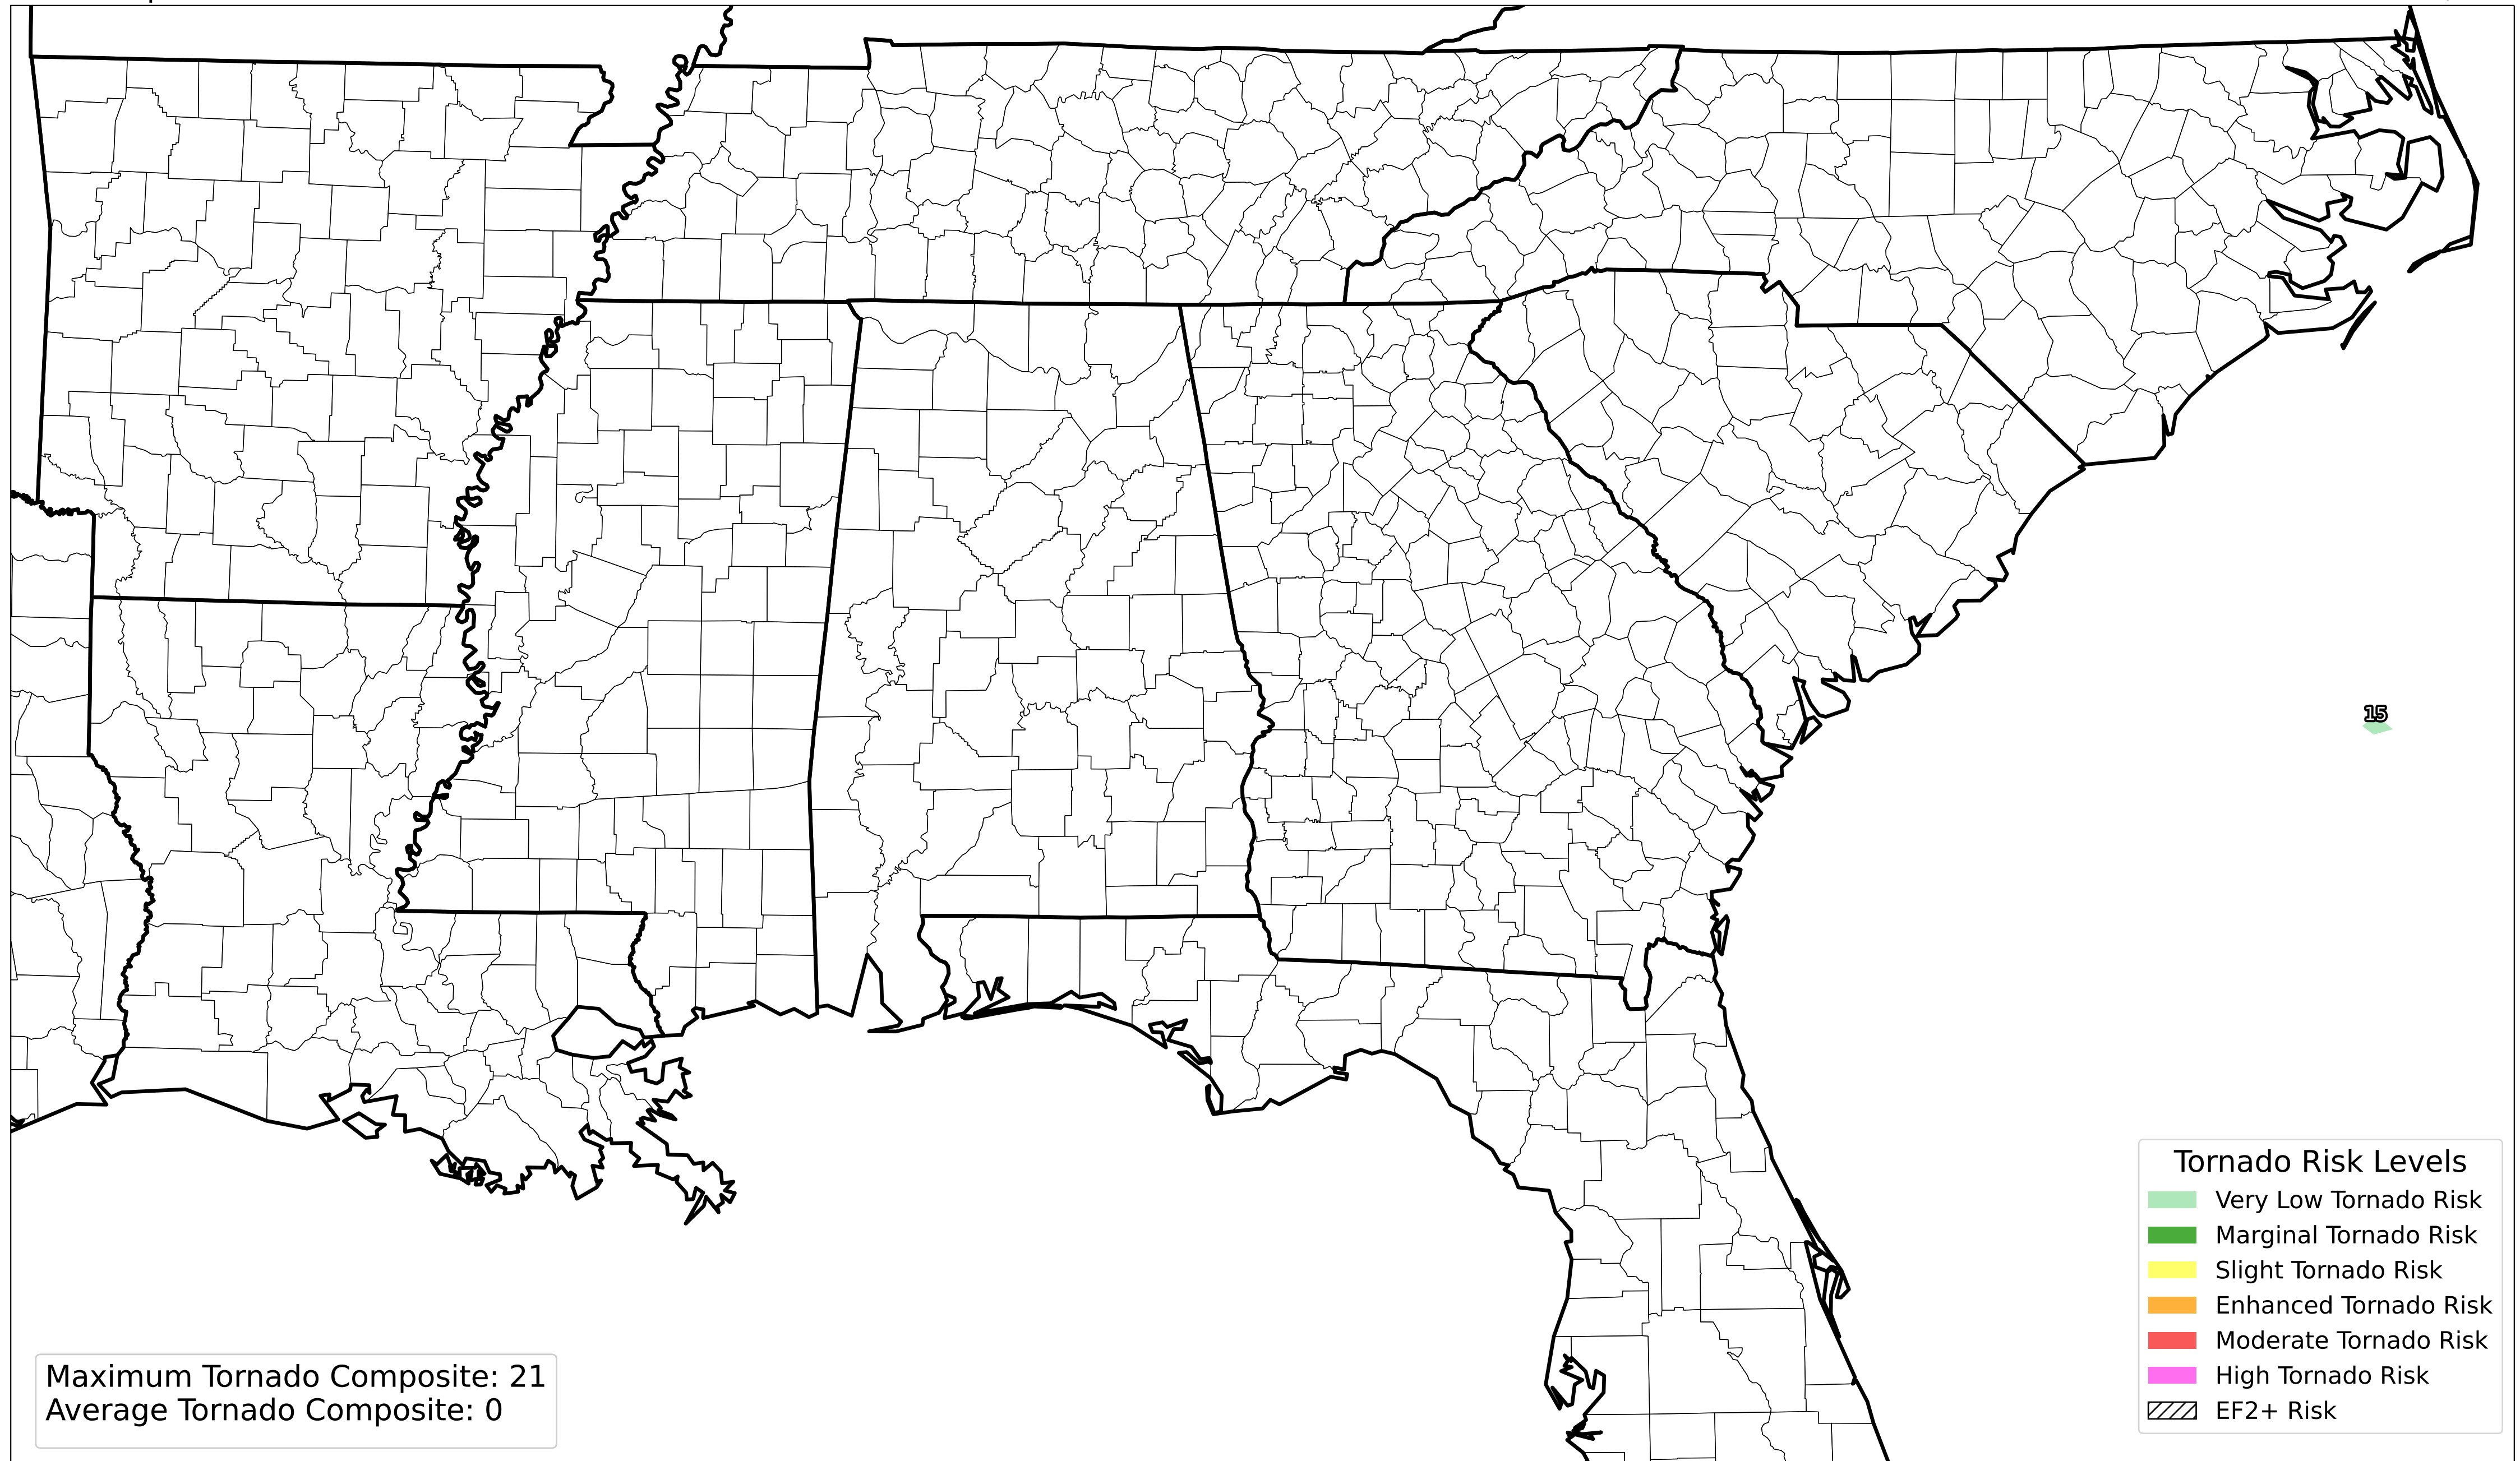 15
Tornado Risk Levels
Very Low Tornado Risk
Marginal Tornado Risk
Slight Tornado Risk
Enhanced Tornado Risk
Moderate Tornado Risk
High Tornado Risk
EF2+ Risk
Maximum Tornado Composite: 21
Average Tornado Composite: 0